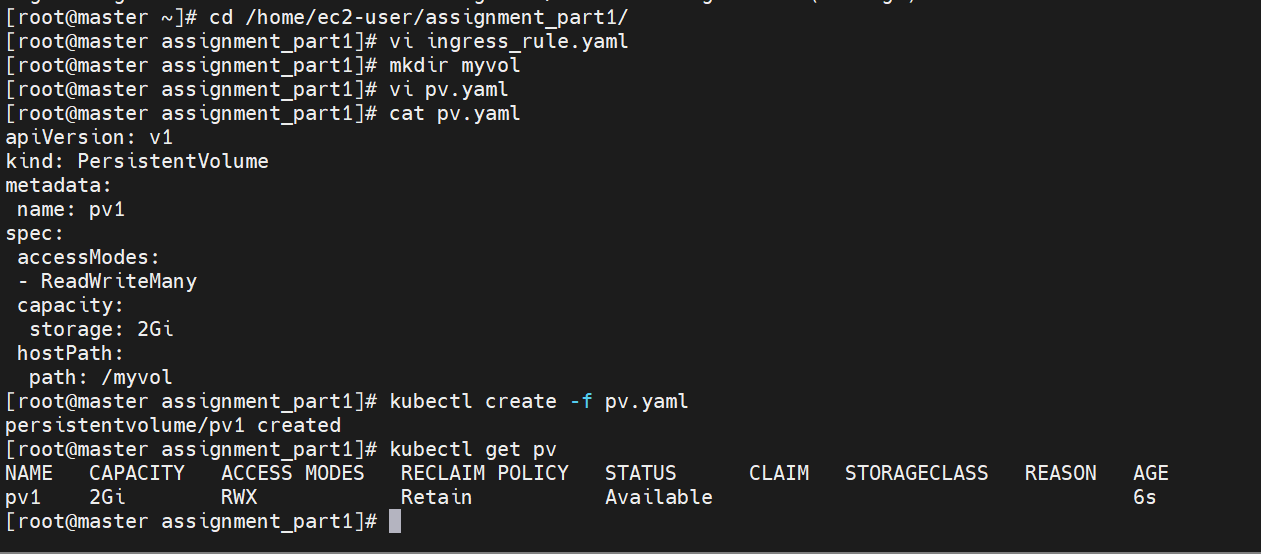 [root@master ~]# cd /home/ec2-user/assignment_part1/
[root@master assignment_part1]# vi ingress_rule.yaml
[root@master assignment_part1]# mkdir myvol
[root@master assignment_part1]# vi pv.yaml
[root@master assignment_part1]# cat pv.yaml
apiVersion: v1
kind: PersistentVolume
metadata:
 name: pv1
spec:
 accessModes:
 - ReadWriteMany
 capacity:
  storage: 2Gi
 hostPath:
  path: /myvol
[root@master assignment_part1]# kubectl create -f pv.yaml
persistentvolume/pv1 created
[root@master assignment_part1]# kubectl get pv
NAME   CAPACITY   ACCESS MODES   RECLAIM POLICY   STATUS      CLAIM   STORAGECLASS   REASON   AGE
pv1    2Gi        RWX            Retain           Available                                   6s
[root@master assignment_part1]#